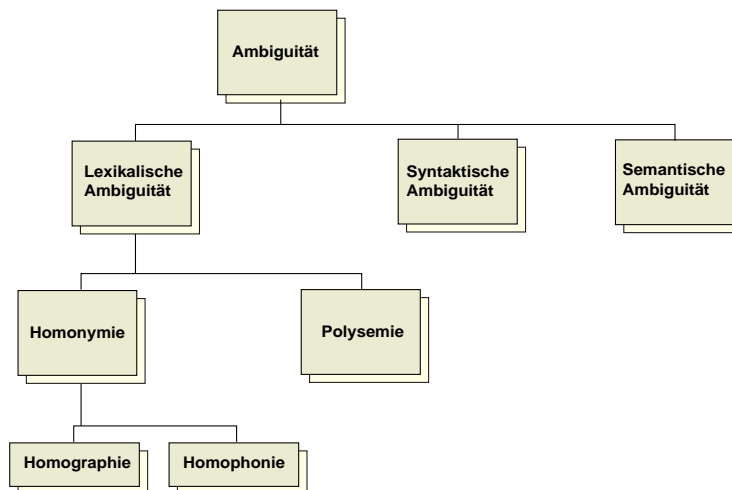 Ambiguität
Lexikalische
Ambiguität
Syntaktische
Ambiguität
Semantische
Ambiguität
Homonymie
Polysemie
Homographie
Homophonie